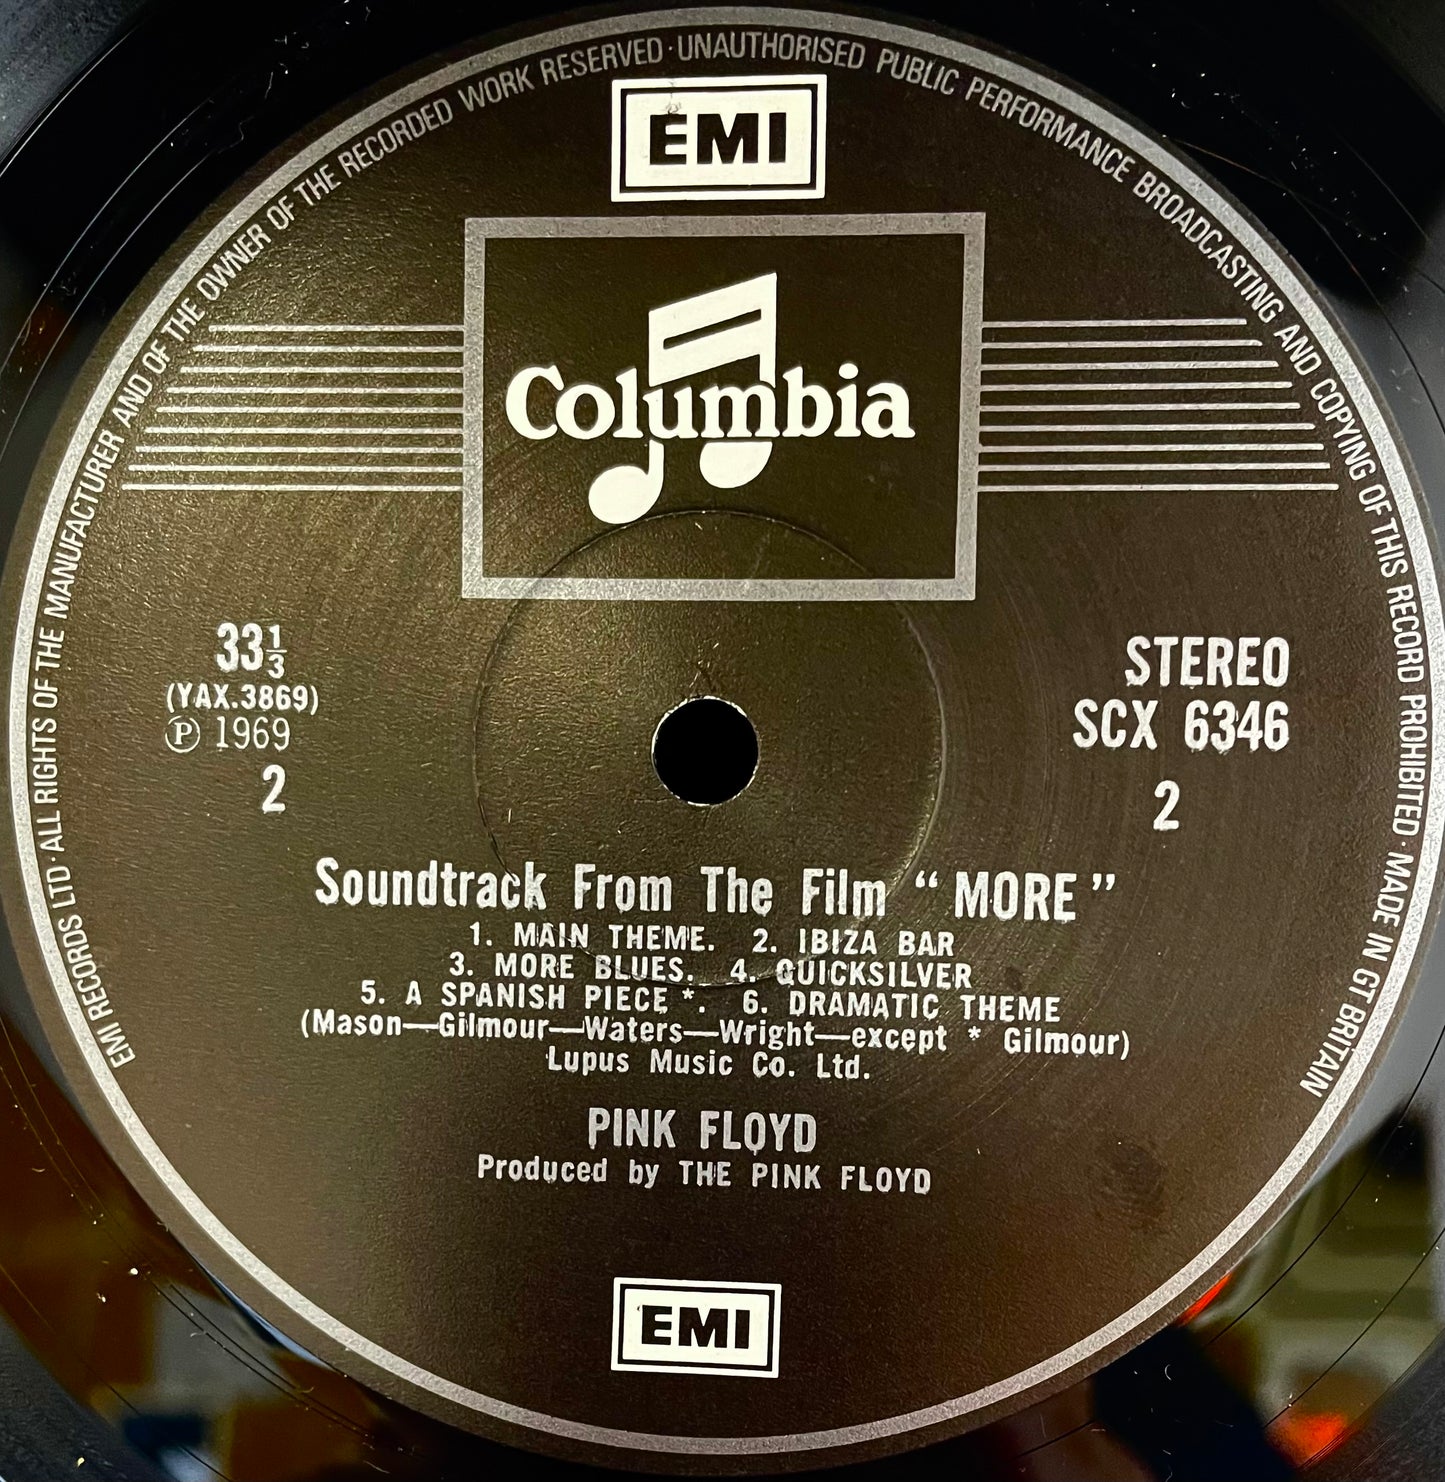 EMI RECORDS LTD · ALL RIGHTS OF THE MANUFACTURER AND OF THE OWNER OF THE RECORDED WORK RESERVED · UNAUTHORISED PUBLIC PERFORMANCE BROADCASTING AND COPYING OF THIS RECORD PROHIBITED · MADE IN GT BRITAIN
EMI
Columbia
33⅓
(YAX.3869)
Ⓟ 1969
2
STEREO
SCX 6346
2
Soundtrack From The Film “MORE”
1. MAIN THEME. 2. IBIZA BAR
3. MORE BLUES. 4. QUICKSILVER
5. A SPANISH PIECE *. 6. DRAMATIC THEME
(Mason—Gilmour—Waters—Wright—except * Gilmour)
Lupus Music Co. Ltd.
PINK FLOYD
Produced by THE PINK FLOYD
EMI